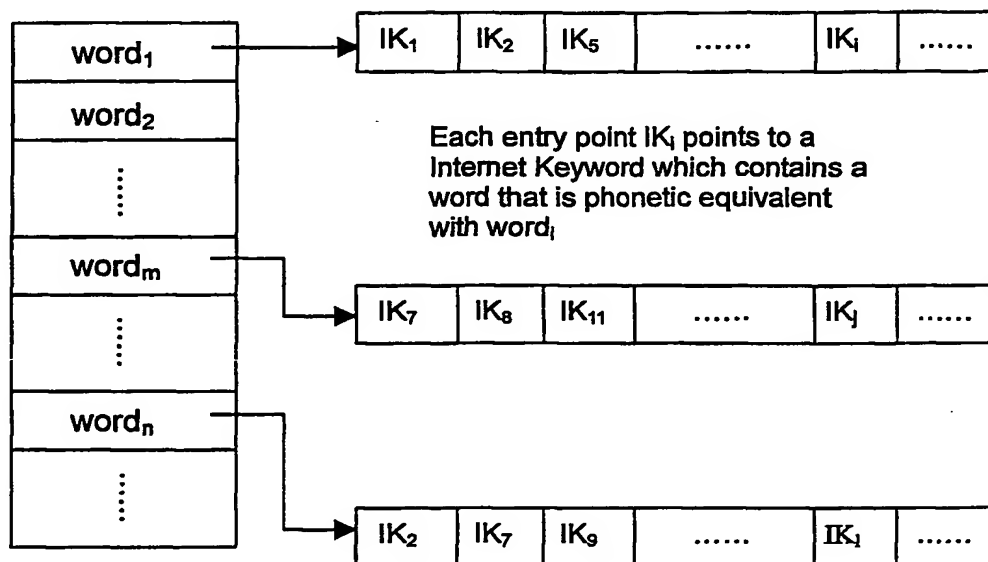 word₁
IK₁ IK₂ IK₅ ...... IKᵢ ......
word₂
......
Each entry point IKⱼ points to a
Internet Keyword which contains a
word that is phonetic equivalent
with wordᵢ
wordₘ
IK₇ IK₈ IK₁₁ ...... IKⱼ ......
......
wordₙ
......
IK₂ IK₇ IK₉ ...... IKₗ ......